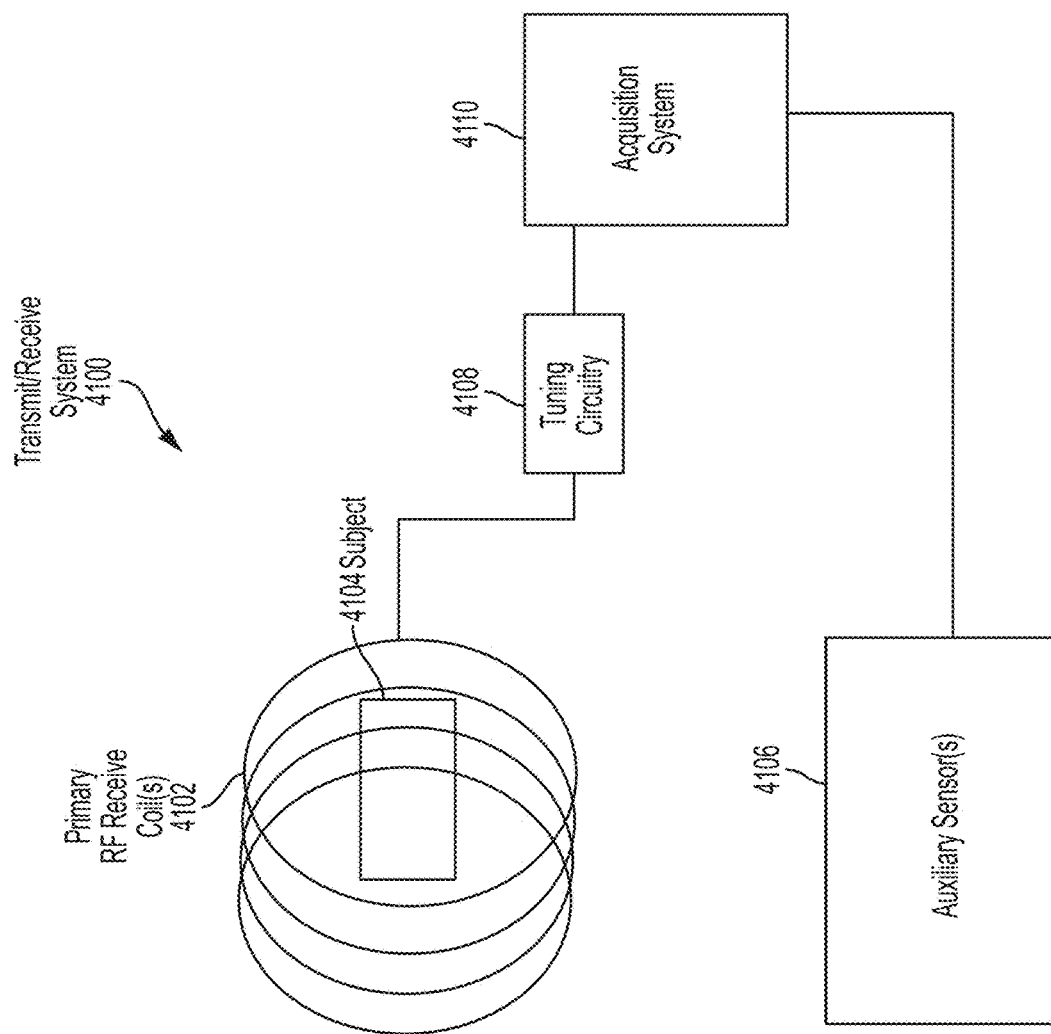 Transmit/Receive
System
4100
Primary
RF Receive
Coil(s)
4102
4104 Subject
4108
Tuning
Circuitry
4110
Acquisition
System
4106
Auxiliary Sensor(s)